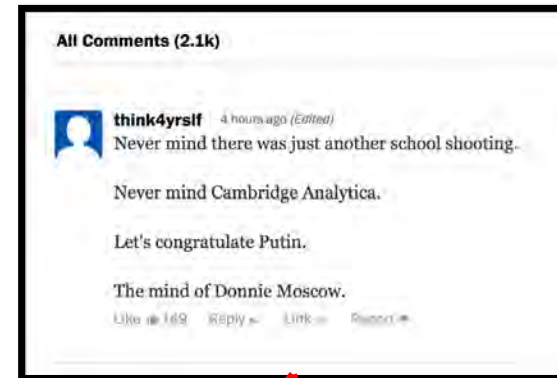 All Comments (2.1k)
think4yrslf 4 hours ago (Edited)
Never mind there was just another school shooting.
Never mind Cambridge Analytica.
Let's congratulate Putin.
The mind of Donnie Moscow.
Like 169 Reply Link Report